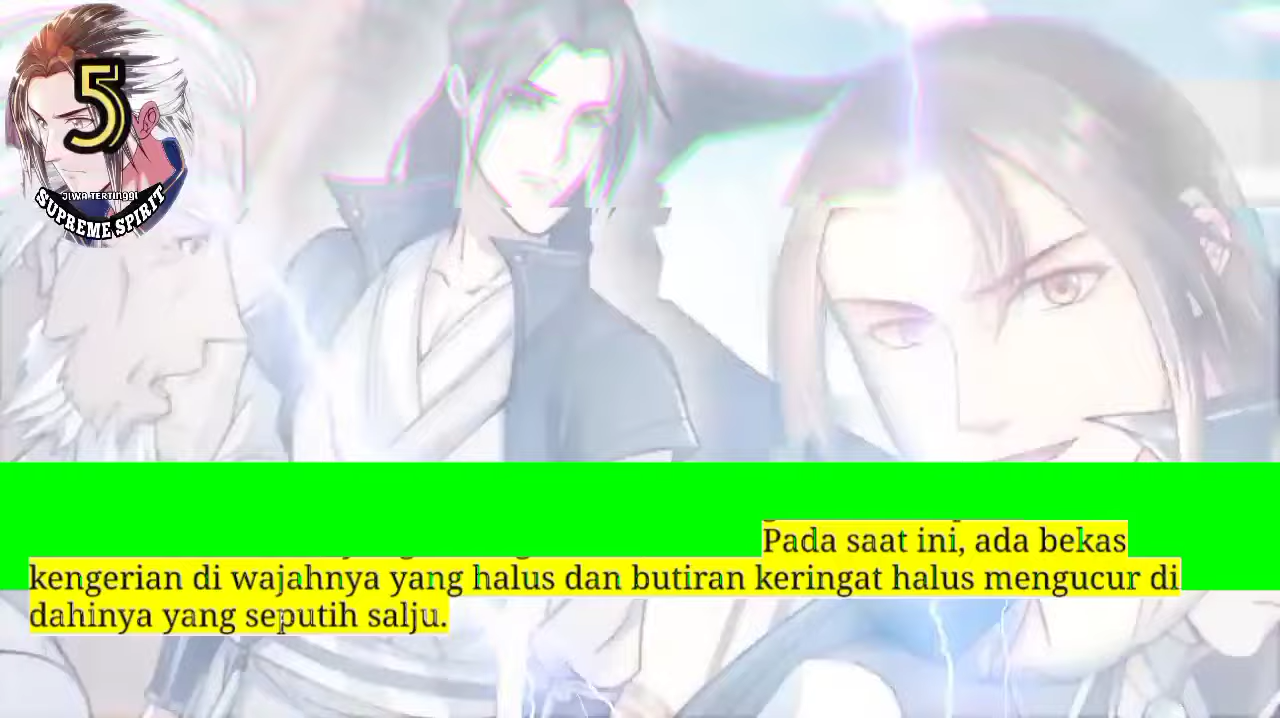 5
JIWA TERTINGGI
SUPREME SPIRIT
Pada saat ini, ada bekas
kengerian di wajahnya yang halus dan butiran keringat halus mengucur di
dahinya yang seputih salju.